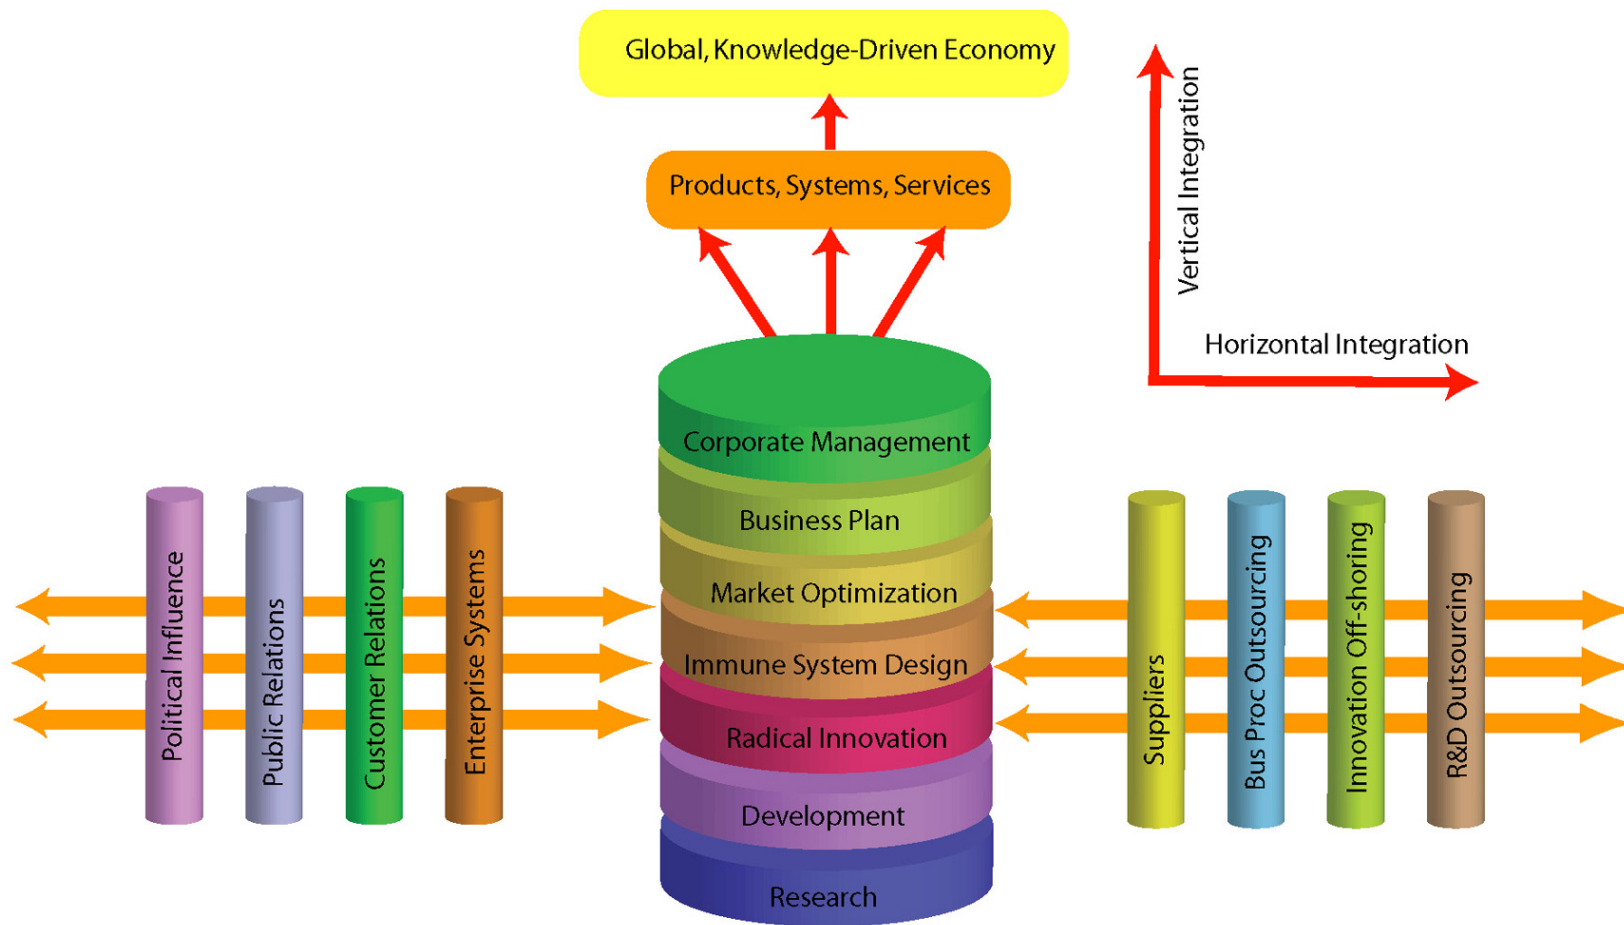 Global, Knowledge-Driven Economy
Products, Systems, Services
Vertical Integration
Horizontal Integration
Corporate Management
Business Plan
Market Optimization
Immune System Design
Radical Innovation
Development
Research
Political Influence
Public Relations
Customer Relations
Enterprise Systems
Suppliers
Bus Proc Outsourcing
Innovation Off-shoring
R&D Outsourcing